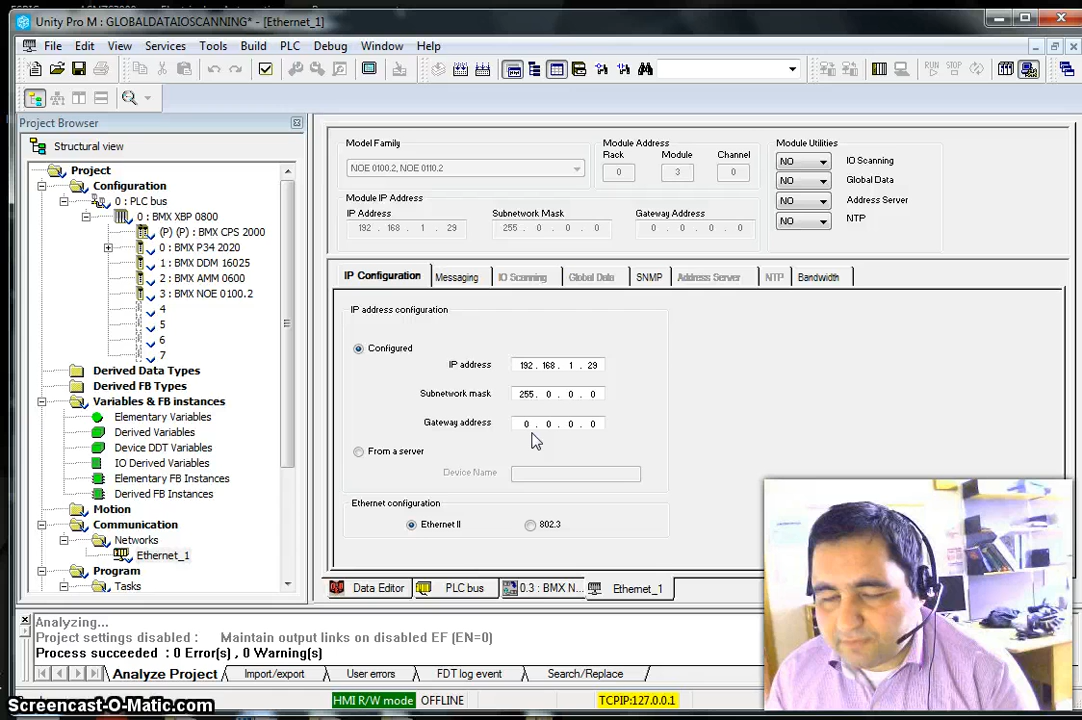 Unity Pro M : GLOBALDATAIOSCANNING* - [Ethernet_1]
File Edit View Services Tools Build PLC Debug Window Help
RUN STOP
Project Browser
Structural view
Project
Configuration
0 : PLC bus
0 : BMX XBP 0800
(P) (P) : BMX CPS 2000
0 : BMX P34 2020
1 : BMX DDM 16025
2 : BMX AMM 0600
3 : BMX NOE 0100.2
4
5
6
7
Derived Data Types
Derived FB Types
Variables & FB instances
Elementary Variables
Derived Variables
Device DDT Variables
IO Derived Variables
Elementary FB Instances
Derived FB Instances
Motion
Communication
Networks
Ethernet_1
Program
Tasks
Model Family
NOE 0100.2, NOE 0110.2
Module Address
Rack Module Channel
0 3 0
Module Utilities
NO IO Scanning
NO Global Data
NO Address Server
NO NTP
Module IP Address
IP Address Subnetwork Mask Gateway Address
192 . 168 . 1 . 29 255 . 0 . 0 . 0 0 . 0 . 0 . 0
IP Configuration Messaging IO Scanning Global Data SNMP Address Server NTP Bandwidth
IP address configuration
Configured
IP address 192 . 168 . 1 . 29
Subnetwork mask 255 . 0 . 0 . 0
Gateway address 0 . 0 . 0 . 0
From a server
Device Name
Ethernet configuration
Ethernet II 802.3
Data Editor PLC bus 0.3 : BMX N... Ethernet_1
Analyzing...
Project settings disabled : Maintain output links on disabled EF (EN=0)
Process succeeded : 0 Error(s) , 0 Warning(s)
Analyze Project Import/export User errors FDT log event Search/Replace
HMI R/W mode OFFLINE TCPIP:127.0.0.1
Screencast-O-Matic.com